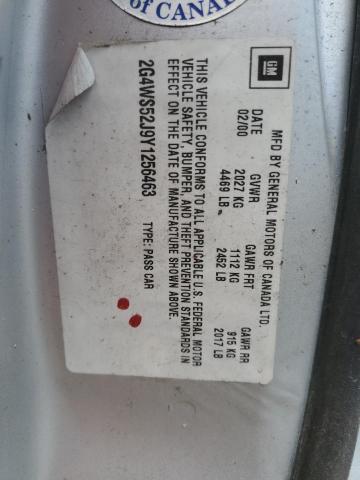 OF CANADA
GM
MFD BY GENERAL MOTORS OF CANADA LTD.
DATE GVWR GAWR FRT GAWR RR
02/00 2027 KG 1112 KG 915 KG
4469 LB 2452 LB 2017 LB
THIS VEHICLE CONFORMS TO ALL APPLICABLE U.S. FEDERAL MOTOR
VEHICLE SAFETY, BUMPER, AND THEFT PREVENTION STANDARDS IN
EFFECT ON THE DATE OF MANUFACTURE SHOWN ABOVE.
2G4WS52J9Y1256463 TYPE: PASS CAR